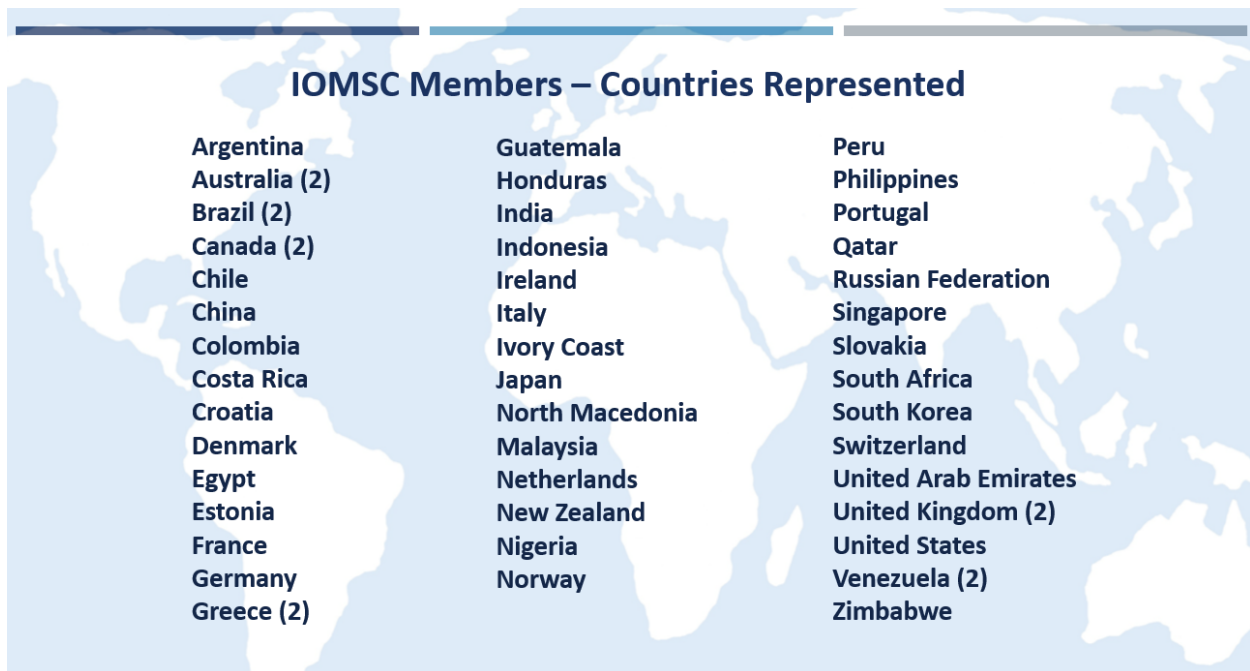 IOMSC Members – Countries Represented
Argentina
Australia (2)
Brazil (2)
Canada (2)
Chile
China
Colombia
Costa Rica
Croatia
Denmark
Egypt
Estonia
France
Germany
Greece (2)
Guatemala
Honduras
India
Indonesia
Ireland
Italy
Ivory Coast
Japan
North Macedonia
Malaysia
Netherlands
New Zealand
Nigeria
Norway
Peru
Philippines
Portugal
Qatar
Russian Federation
Singapore
Slovakia
South Africa
South Korea
Switzerland
United Arab Emirates
United Kingdom (2)
United States
Venezuela (2)
Zimbabwe